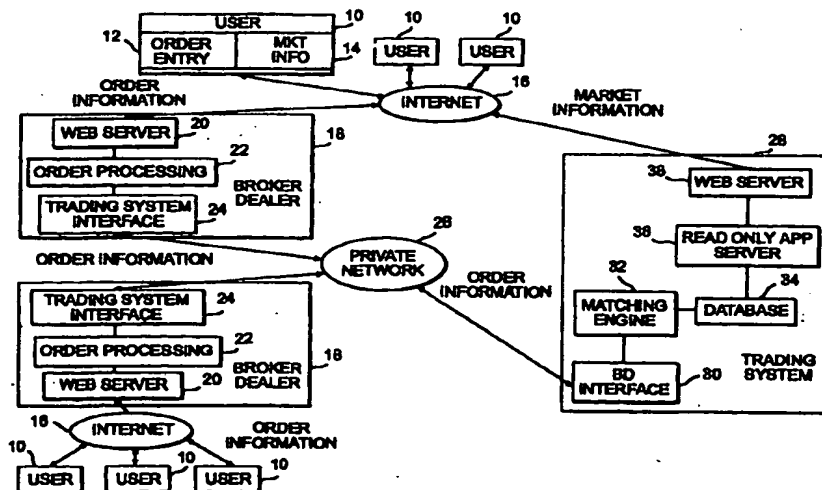 USER
10
10
10
12
ORDER
ENTRY
MKT
INFO
14
USER
USER
ORDER
INFORMATION
INTERNET
16
MARKET
INFORMATION
WEB SERVER
20
18
22
ORDER PROCESSING
BROKER
DEALER
TRADING SYSTEM
INTERFACE
24
28
38
WEB SERVER
36
READ ONLY APP
SERVER
ORDER INFORMATION
26
PRIVATE
NETWORK
ORDER
INFORMATION
32
34
MATCHING
ENGINE
DATABASE
TRADING SYSTEM
INTERFACE
24
ORDER PROCESSING
22
18
WEB SERVER
20
BROKER
DEALER
BD
INTERFACE
30
TRADING
SYSTEM
16
INTERNET
ORDER
INFORMATION
10
10
10
USER
USER
USER